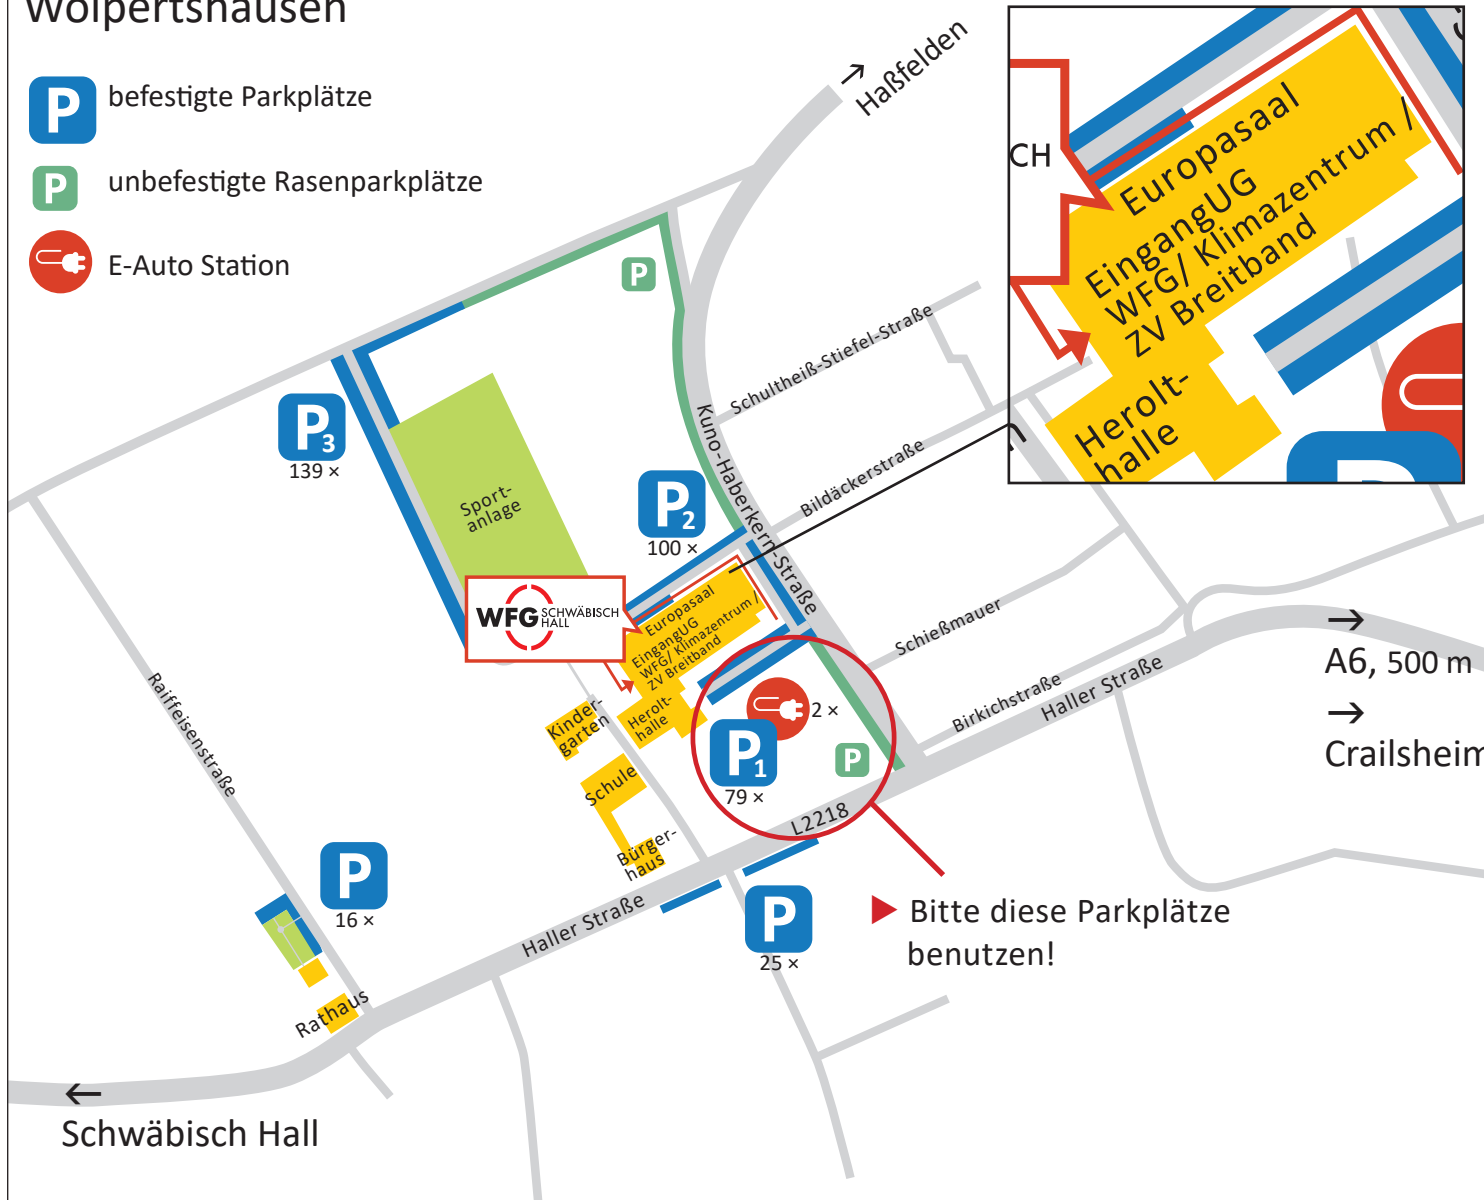 Wolpertshausen
P
befestigte Parkplätze
P
unbefestigte Rasenparkplätze
E-Auto Station
→
Haßfelden
CH
Europasaal
EingangUG
WFG/ Klimazentrum /
ZV Breitband
Herolt-
halle
P
Schultheiß-Stiefel-Straße
Kuno-Haberkern-Straße
Bildäckerstraße
P3
139 ×
Sport-
anlage
P2
100 ×
WFG SCHWÄBISCH
HALL
Europasaal
EingangUG
WFG/ Klimazentrum /
ZV Breitband
Herolt-
halle
Kinder-
garten
Schule
Bürger-
haus
Schießmauer
Birkichstraße
Haller Straße
→
A6, 500 m
→
Crailsheim
2 ×
P1
79 ×
P
L2218
Raiffeisenstraße
P
16 ×
Rathaus
Haller Straße
P
25 ×
▶ Bitte diese Parkplätze
benutzen!
←
Schwäbisch Hall